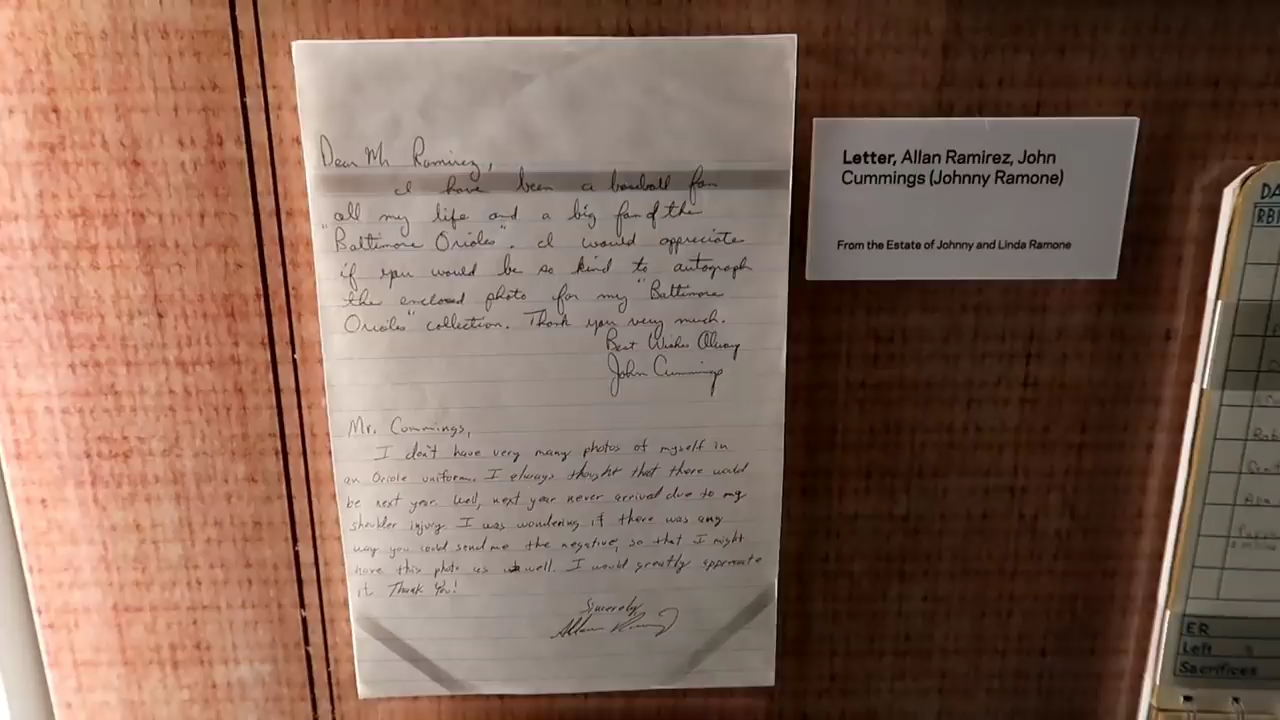 Dear Mr Ramirez,
I have been a baseball fan
all my life and a big fan of the
"Baltimore Orioles". I would appreciate
if you would be so kind to autograph
the enclosed photo for my "Baltimore
Orioles" collection. Thank you very much.
Best Wishes Always
John Cummings
Mr. Commings,
I don't have very many photos of myself in
an Oriole uniform. I always thought that there would
be next year. Well, next year never arrived due to my
shoulder injury. I was wondering if there was any
way you could send me the negative, so that I might
have this photo as well. I would greatly appreciate
it. Thank You!
Sincerely
Allan Ramirez
Letter, Allan Ramirez, John
Cummings (Johnny Ramone)
From the Estate of Johnny and Linda Ramone
DA
RB
ER
Left
Sacrifices